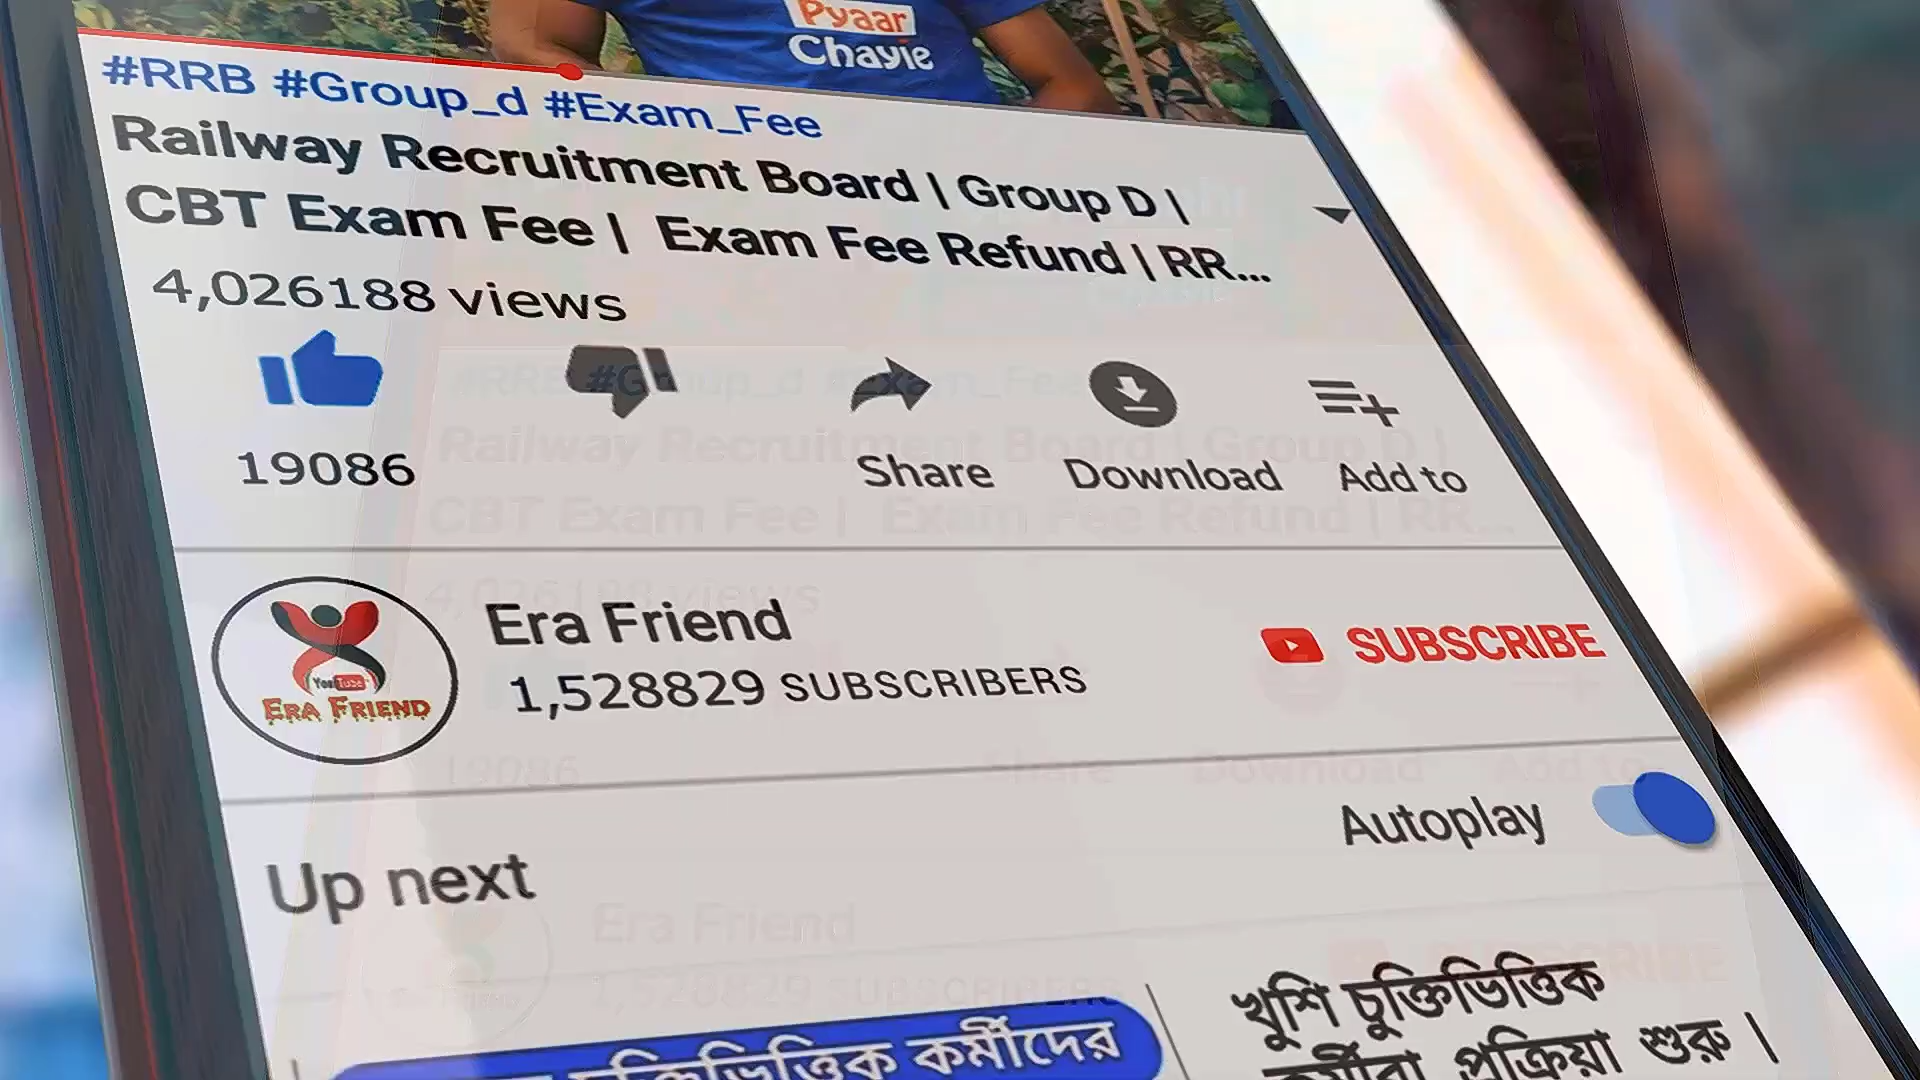 Pyaar
Chayie
#RRB #Group_d #Exam_Fee
Railway Recruitment Board | Group D |
CBT Exam Fee | Exam Fee Refund | RR...
4,026188 views
19086
Share
Download
Add to
Era Friend
1,528829 SUBSCRIBERS
SUBSCRIBE
YouTube
ERA FRIEND
Autoplay
Up next
খুশি চুক্তিভিত্তিক
কর্মীরা প্রক্রিয়া শুরু |
চুক্তিভিত্তিক কর্মীদের